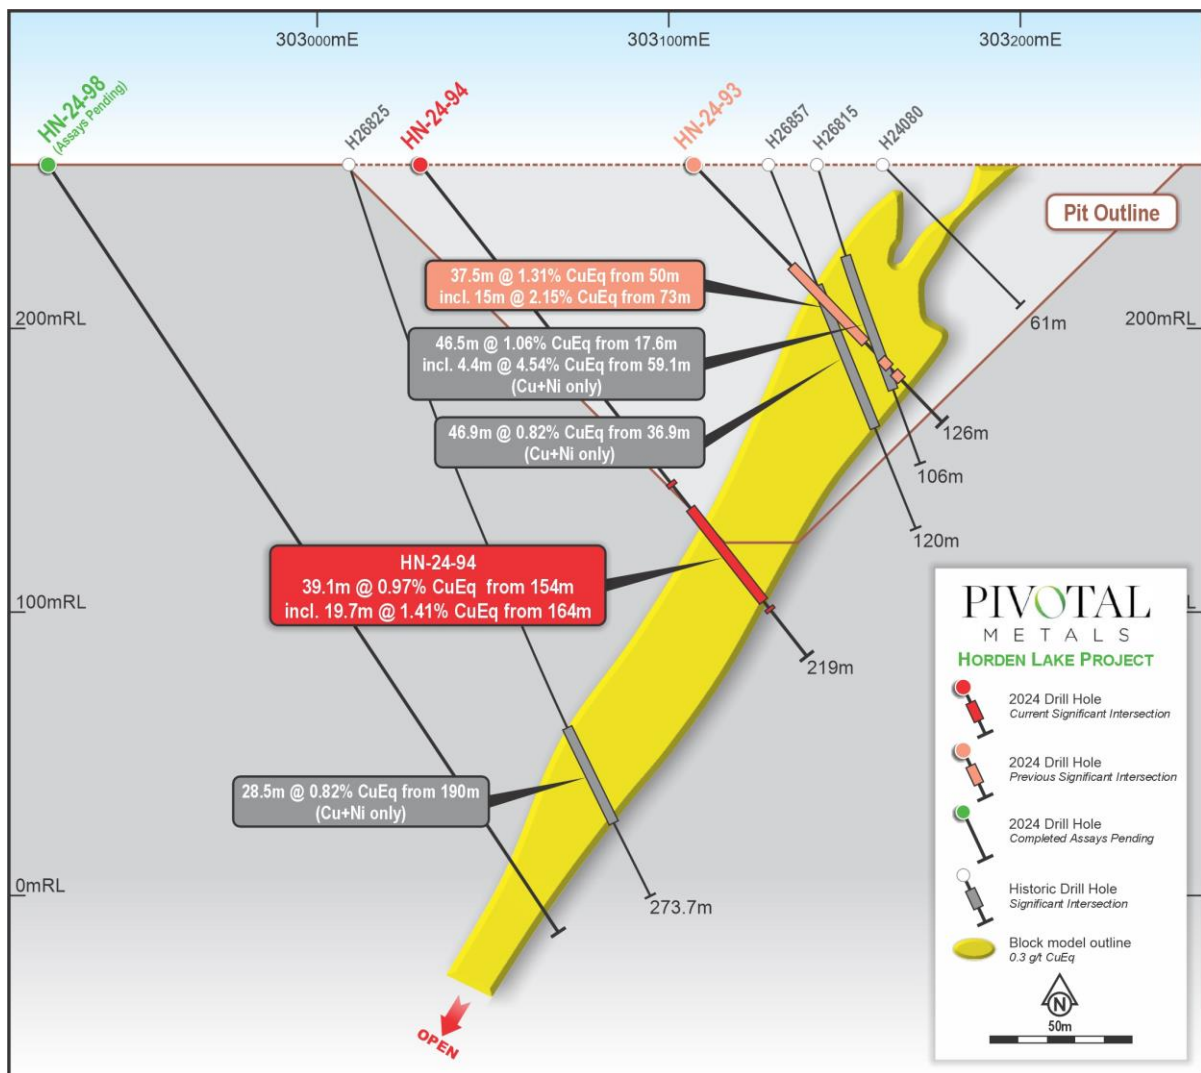 303000mE
303100mE
303200mE
HN-24-98
(Assays Pending)
H26825
HN-24-94
HN-24-93
H26857
H26815
H24080
Pit Outline
37.5m @ 1.31% CuEq from 50m
incl. 15m @ 2.15% CuEq from 73m
200mRL
61m
200mRL
46.5m @ 1.06% CuEq from 17.6m
incl. 4.4m @ 4.54% CuEq from 59.1m
(Cu+Ni only)
46.9m @ 0.82% CuEq from 36.9m
(Cu+Ni only)
126m
106m
120m
HN-24-94
39.1m @ 0.97% CuEq from 154m
incl. 19.7m @ 1.41% CuEq from 164m
100mRL
219m
28.5m @ 0.82% CuEq from 190m
(Cu+Ni only)
0mRL
273.7m
OPEN
PIVOTAL
METALS
HORDEN LAKE PROJECT
2024 Drill Hole
Current Significant Intersection
2024 Drill Hole
Previous Significant Intersection
2024 Drill Hole
Completed Assays Pending
Historic Drill Hole
Significant Intersection
Block model outline
0.3 g/t CuEq
N
50m